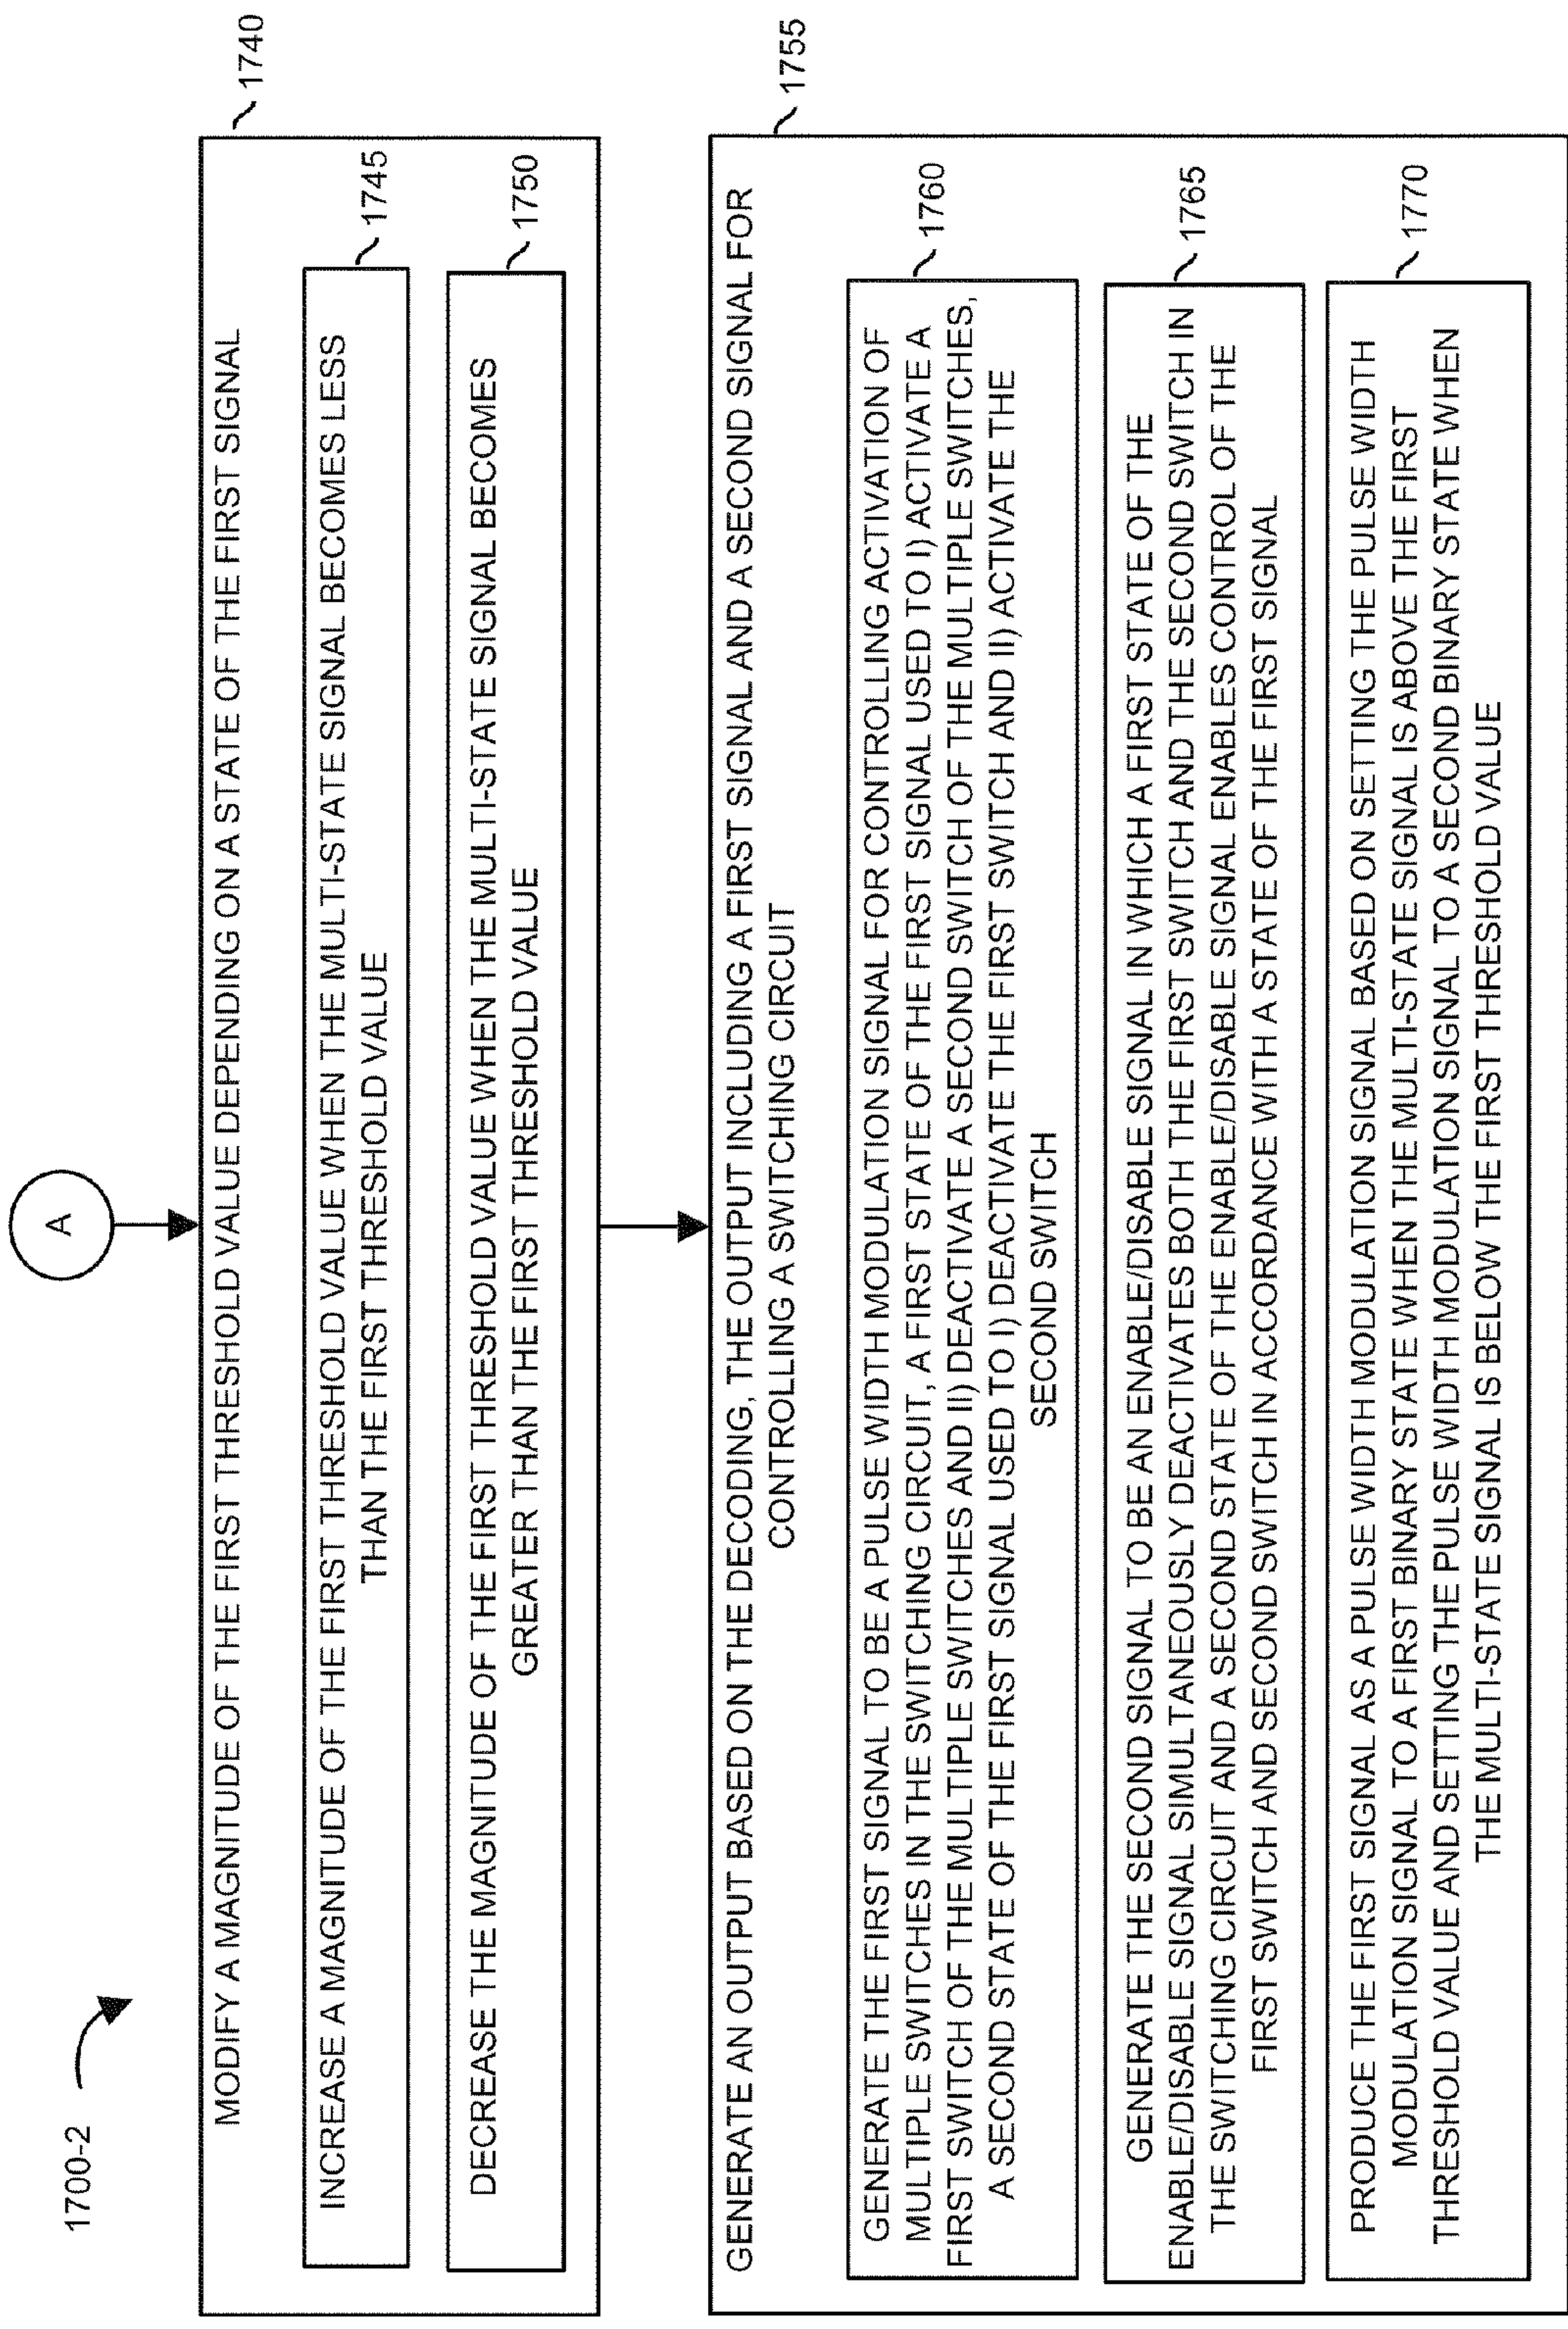 1700-2
A
1740
MODIFY A MAGNITUDE OF THE FIRST THRESHOLD VALUE DEPENDING ON A STATE OF THE FIRST SIGNAL
1745
INCREASE A MAGNITUDE OF THE FIRST THRESHOLD VALUE WHEN THE MULTI-STATE SIGNAL BECOMES LESS
THAN THE FIRST THRESHOLD VALUE
1750
DECREASE THE MAGNITUDE OF THE FIRST THRESHOLD VALUE WHEN THE MULTI-STATE SIGNAL BECOMES
GREATER THAN THE FIRST THRESHOLD VALUE
1755
GENERATE AN OUTPUT BASED ON THE DECODING, THE OUTPUT INCLUDING A FIRST SIGNAL AND A SECOND SIGNAL FOR
CONTROLLING A SWITCHING CIRCUIT
1760
GENERATE THE FIRST SIGNAL TO BE A PULSE WIDTH MODULATION SIGNAL FOR CONTROLLING ACTIVATION OF
MULTIPLE SWITCHES IN THE SWITCHING CIRCUIT, A FIRST STATE OF THE FIRST SIGNAL USED TO I) ACTIVATE A
FIRST SWITCH OF THE MULTIPLE SWITCHES AND II) DEACTIVATE A SECOND SWITCH OF THE MULTIPLE SWITCHES,
A SECOND STATE OF THE FIRST SIGNAL USED TO I) DEACTIVATE THE FIRST SWITCH AND II) ACTIVATE THE
SECOND SWITCH
1765
GENERATE THE SECOND SIGNAL TO BE AN ENABLE/DISABLE SIGNAL IN WHICH A FIRST STATE OF THE
ENABLE/DISABLE SIGNAL SIMULTANEOUSLY DEACTIVATES BOTH THE FIRST SWITCH AND THE SECOND SWITCH IN
THE SWITCHING CIRCUIT AND A SECOND STATE OF THE ENABLE/DISABLE SIGNAL ENABLES CONTROL OF THE
FIRST SWITCH AND SECOND SWITCH IN ACCORDANCE WITH A STATE OF THE FIRST SIGNAL
1770
PRODUCE THE FIRST SIGNAL AS A PULSE WIDTH MODULATION SIGNAL BASED ON SETTING THE PULSE WIDTH
MODULATION SIGNAL TO A FIRST BINARY STATE WHEN THE MULTI-STATE SIGNAL IS ABOVE THE FIRST
THRESHOLD VALUE AND SETTING THE PULSE WIDTH MODULATION SIGNAL TO A SECOND BINARY STATE WHEN
THE MULTI-STATE SIGNAL IS BELOW THE FIRST THRESHOLD VALUE